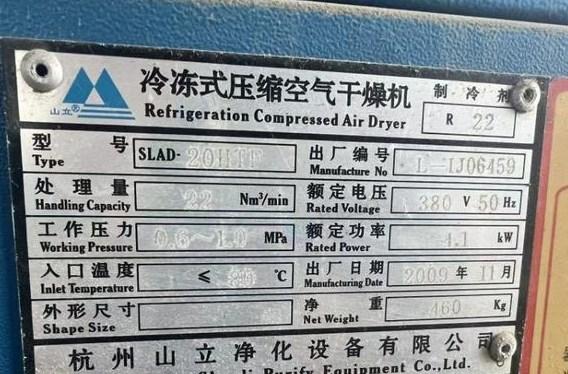 山立®
冷冻式压缩空气干燥机
Refrigeration Compressed Air Dryer
制冷剂
R 22
型号 SLAD-20HTF 出厂编号 L-1J06459
Type Manufacture No
处理量 22 Nm³/min 额定电压 380 V 50 Hz
Handling Capacity Rated Voltage
工作压力 0.6~1.0 MPa 额定功率 4.1 kW
Working Pressure Rated Power
入口温度 ≤ ℃ 出厂日期 2009 年 11 月
Inlet Temperature Manufacturing Date
外形尺寸 净重 460 Kg
Shape Size Net Weight
杭州山立净化设备有限公司
Purify Equipment Co.,Ltd